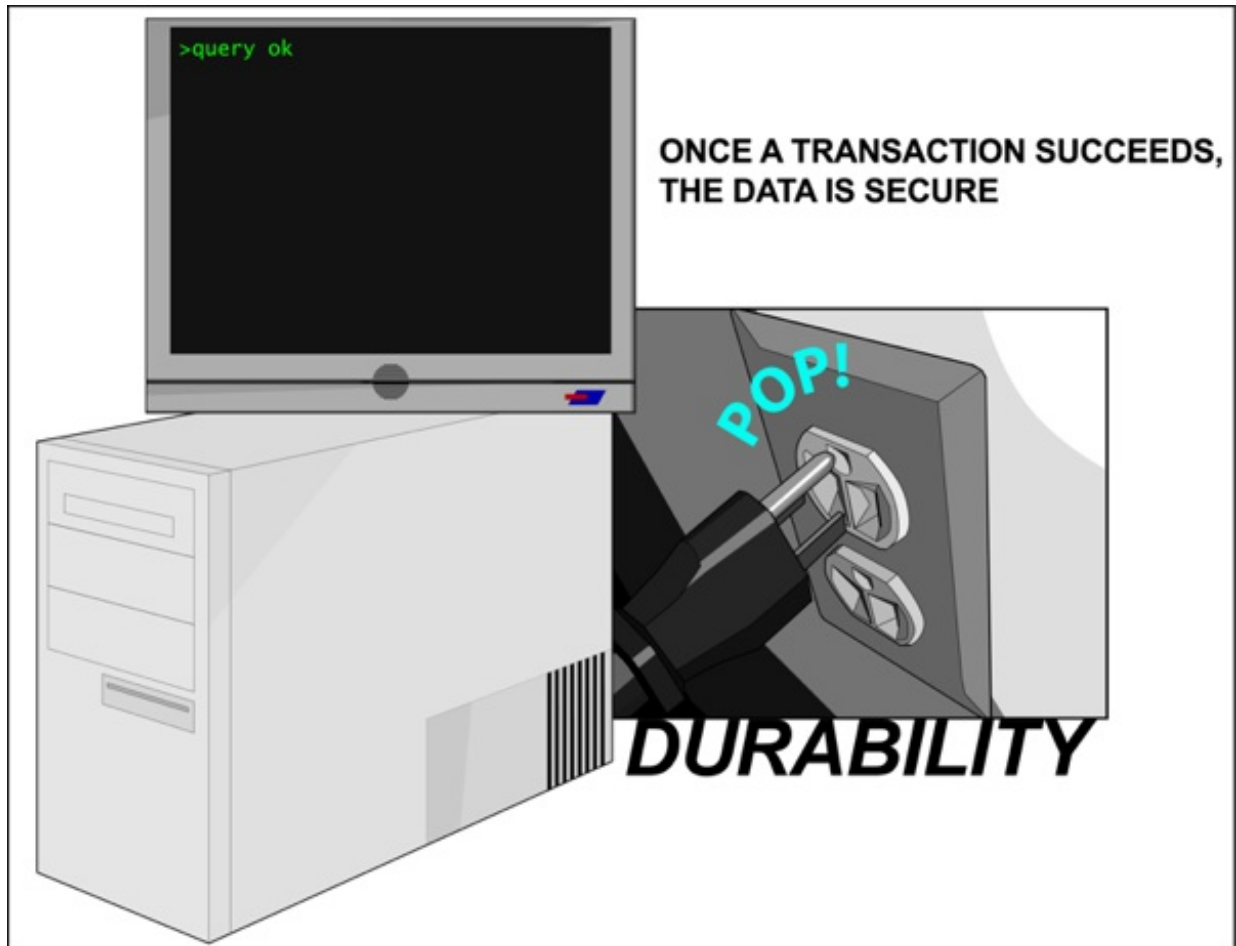 >query ok
ONCE A TRANSACTION SUCCEEDS,
THE DATA IS SECURE
POP!
DURABILITY